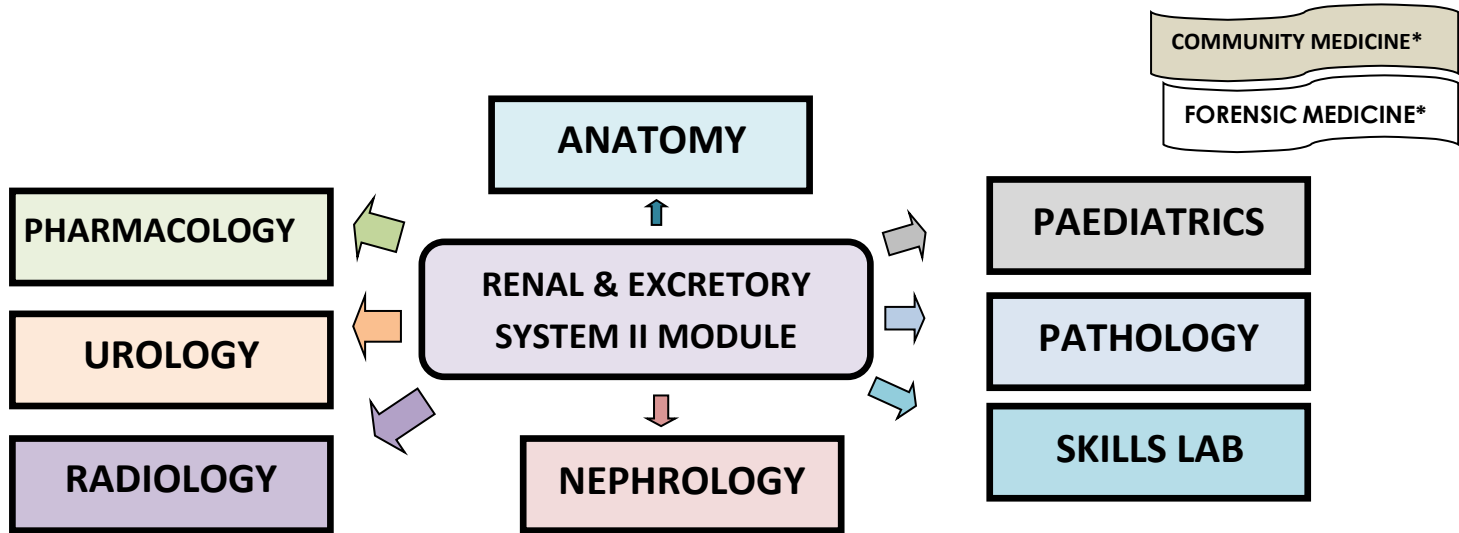 COMMUNITY MEDICINE*
FORENSIC MEDICINE*
ANATOMY
PHARMACOLOGY
PAEDIATRICS
RENAL & EXCRETORY
SYSTEM II MODULE
UROLOGY
PATHOLOGY
RADIOLOGY
NEPHROLOGY
SKILLS LAB